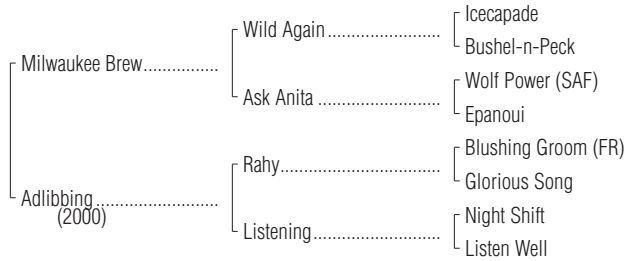 Icecapade
Wild Again
Bushel-n-Peck
Milwaukee Brew
Wolf Power (SAF)
Ask Anita
Epanoui
Blushing Groom (FR)
Rahy
Glorious Song
Adlibbing
(2000)
Night Shift
Listening
Listen Well